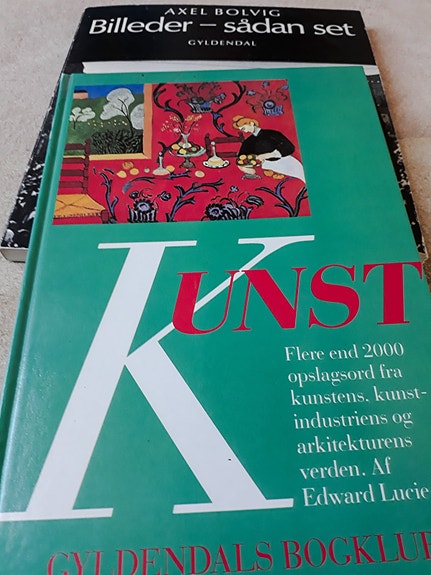 AXEL BOLVIG
Billeder – sådan set
GYLDENDAL
KUNST
Flere end 2000
opslagsord fra
kunstens, kunst-
industriens og
arkitekturens
verden. Af
Edward Lucie
GYLDENDALS BOGKLUB